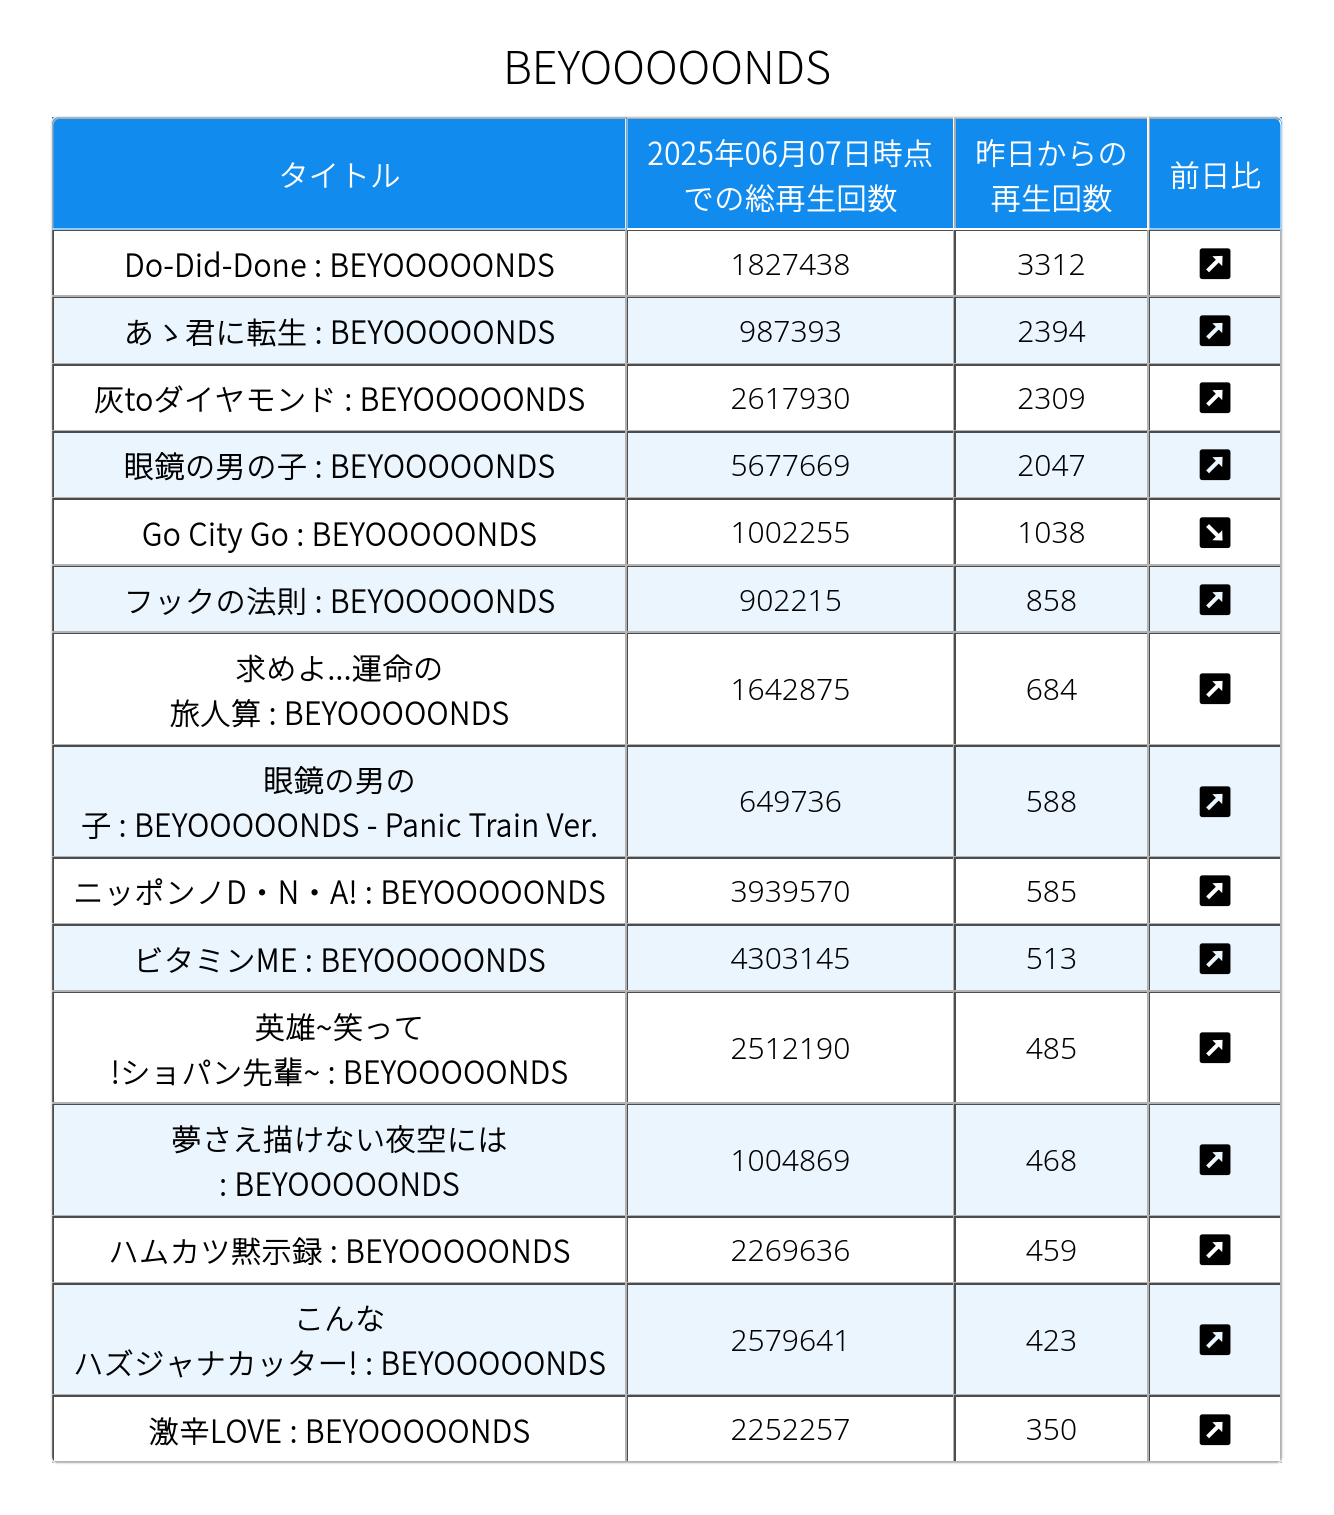 BEYOOOOONDS
タイトル
2025年06月07日時点
での総再生回数
昨日からの
再生回数
前日比
Do-Did-Done : BEYOOOOONDS
1827438
3312
あゝ君に転生 : BEYOOOOONDS
987393
2394
灰toダイヤモンド : BEYOOOOONDS
2617930
2309
眼鏡の男の子 : BEYOOOOONDS
5677669
2047
Go City Go : BEYOOOOONDS
1002255
1038
フックの法則 : BEYOOOOONDS
902215
858
求めよ...運命の
旅人算 : BEYOOOOONDS
1642875
684
眼鏡の男の
子 : BEYOOOOONDS - Panic Train Ver.
649736
588
ニッポンノD・N・A! : BEYOOOOONDS
3939570
585
ビタミンME : BEYOOOOONDS
4303145
513
英雄~笑って
!ショパン先輩~ : BEYOOOOONDS
2512190
485
夢さえ描けない夜空には
: BEYOOOOONDS
1004869
468
ハムカツ黙示録 : BEYOOOOONDS
2269636
459
こんな
ハズジャナカッター! : BEYOOOOONDS
2579641
423
激辛LOVE : BEYOOOOONDS
2252257
350